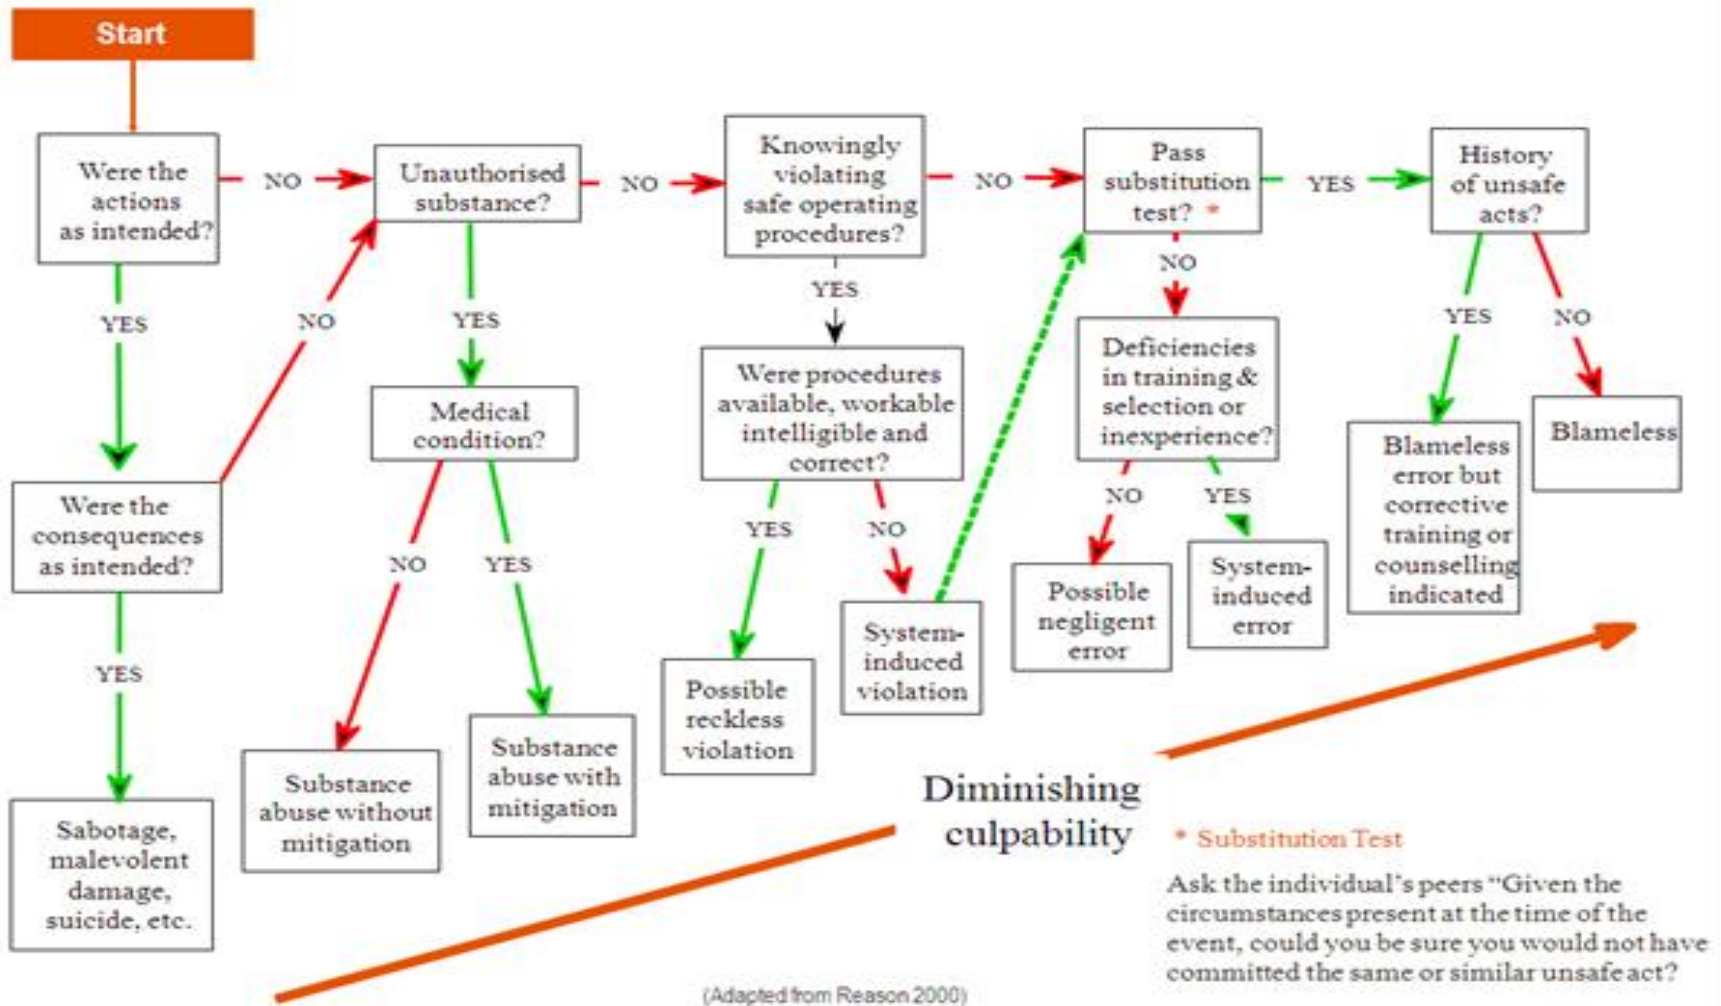 Start
Were the
actions
as intended?
NO
Unauthorised
substance?
NO
Knowingly
violating
safe operating
procedures?
NO
Pass
substitution
test? *
YES
History
of unsafe
acts?
YES
NO
YES
YES
NO
YES
NO
Were procedures
available, workable
intelligible and
correct?
Deficiencies
in training &
selection or
inexperience?
Medical
condition?
Blameless
error but
corrective
training or
counselling
indicated
Blameless
Were the
consequences
as intended?
NO
YES
YES
NO
NO
YES
System-
induced
error
Possible
negligent
error
System-
induced
violation
YES
Possible
reckless
violation
Substance
abuse with
mitigation
Substance
abuse without
mitigation
Sabotage,
malevolent
damage,
suicide, etc.
Diminishing
culpability
* Substitution Test
Ask the individual's peers “Given the
circumstances present at the time of the
event, could you be sure you would not have
committed the same or similar unsafe act?
(Adapted from Reason 2000)